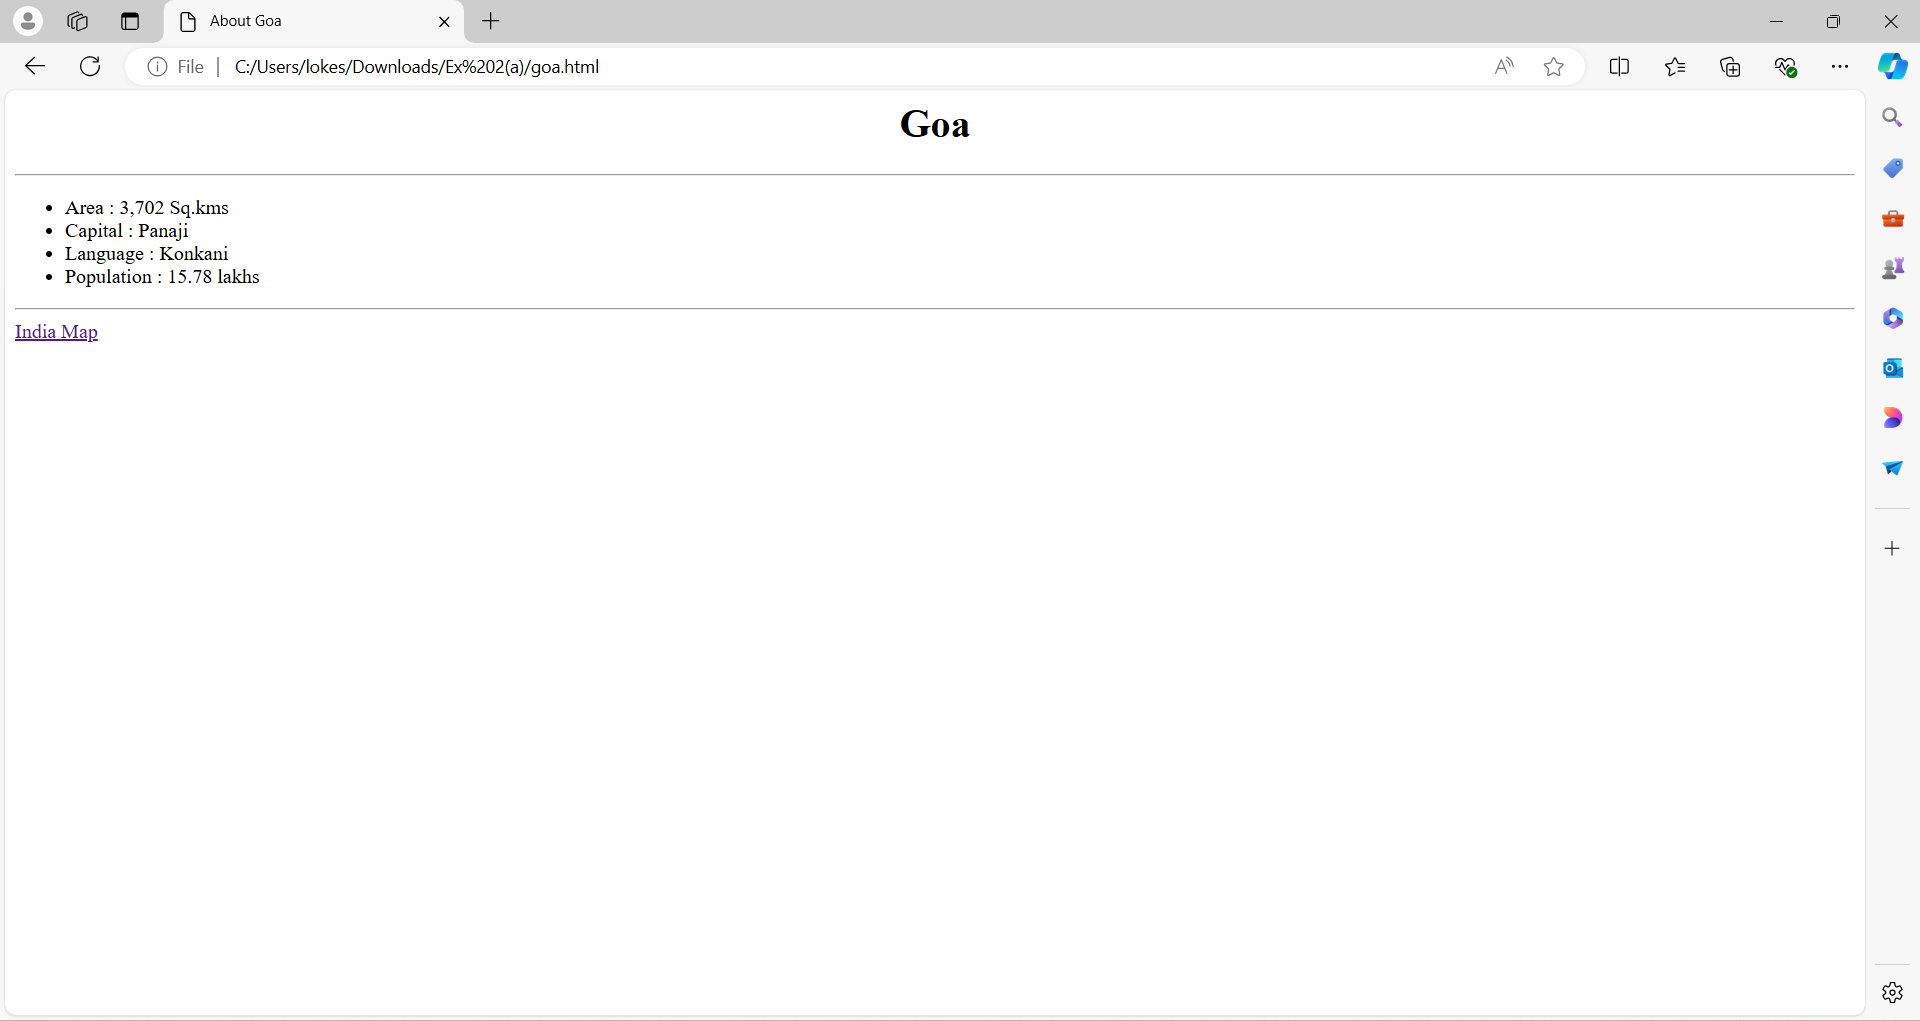 About Goa
File
C:/Users/lokes/Downloads/Ex%202(a)/goa.html
Goa
Area : 3,702 Sq.kms
Capital : Panaji
Language : Konkani
Population : 15.78 lakhs
India Map